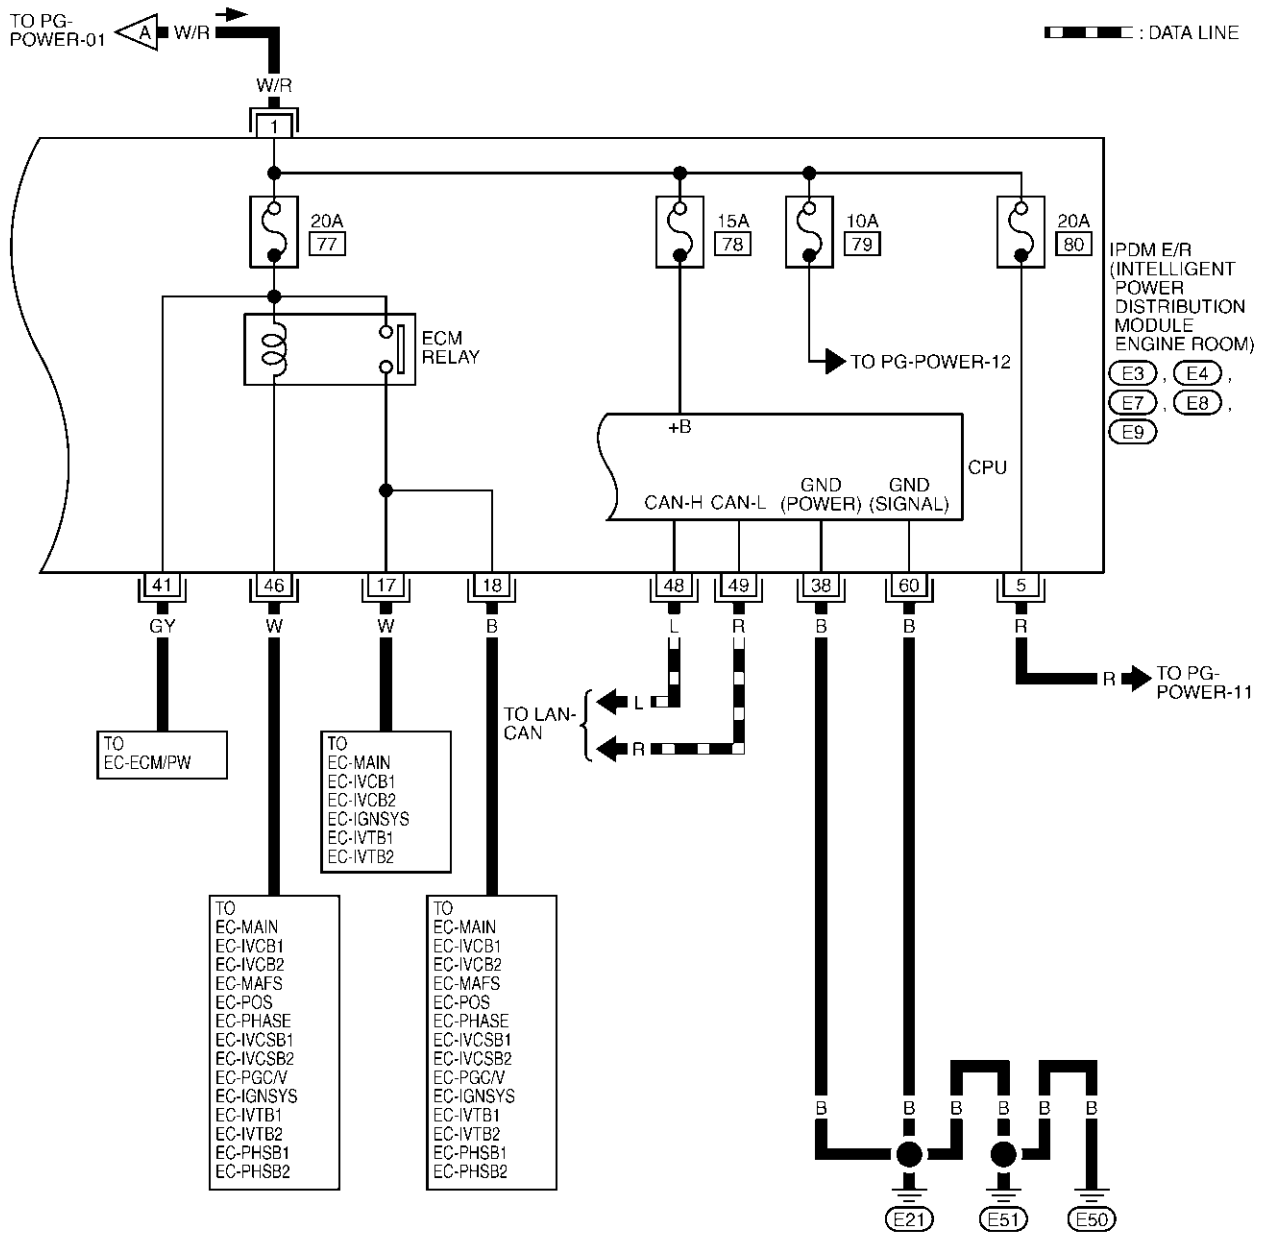 TO PG-
POWER-01
A
W/R
: DATA LINE
W/R
1
20A
77
15A
78
10A
79
20A
80
IPDM E/R
(INTELLIGENT
POWER
DISTRIBUTION
MODULE
ENGINE ROOM)
E3 , E4 ,
E7 , E8 ,
E9
ECM
RELAY
TO PG-POWER-12
+B
CPU
CAN-H
CAN-L
GND
(POWER)
GND
(SIGNAL)
41
46
17
18
48
49
38
60
5
GY
W
W
B
L
R
B
B
R
R
TO PG-
POWER-11
TO LAN-
CAN
L
R
TO
EC-ECM/PW
TO
EC-MAIN
EC-IVCB1
EC-IVCB2
EC-IGNSYS
EC-IVTB1
EC-IVTB2
TO
EC-MAIN
EC-IVCB1
EC-IVCB2
EC-MAFS
EC-POS
EC-PHASE
EC-IVCSB1
EC-IVCSB2
EC-PGC/V
EC-IGNSYS
EC-IVTB1
EC-IVTB2
EC-PHSB1
EC-PHSB2
TO
EC-MAIN
EC-IVCB1
EC-IVCB2
EC-MAFS
EC-POS
EC-PHASE
EC-IVCSB1
EC-IVCSB2
EC-PGC/V
EC-IGNSYS
EC-IVTB1
EC-IVTB2
EC-PHSB1
EC-PHSB2
B
B
B
B
B
B
E21
E51
E50